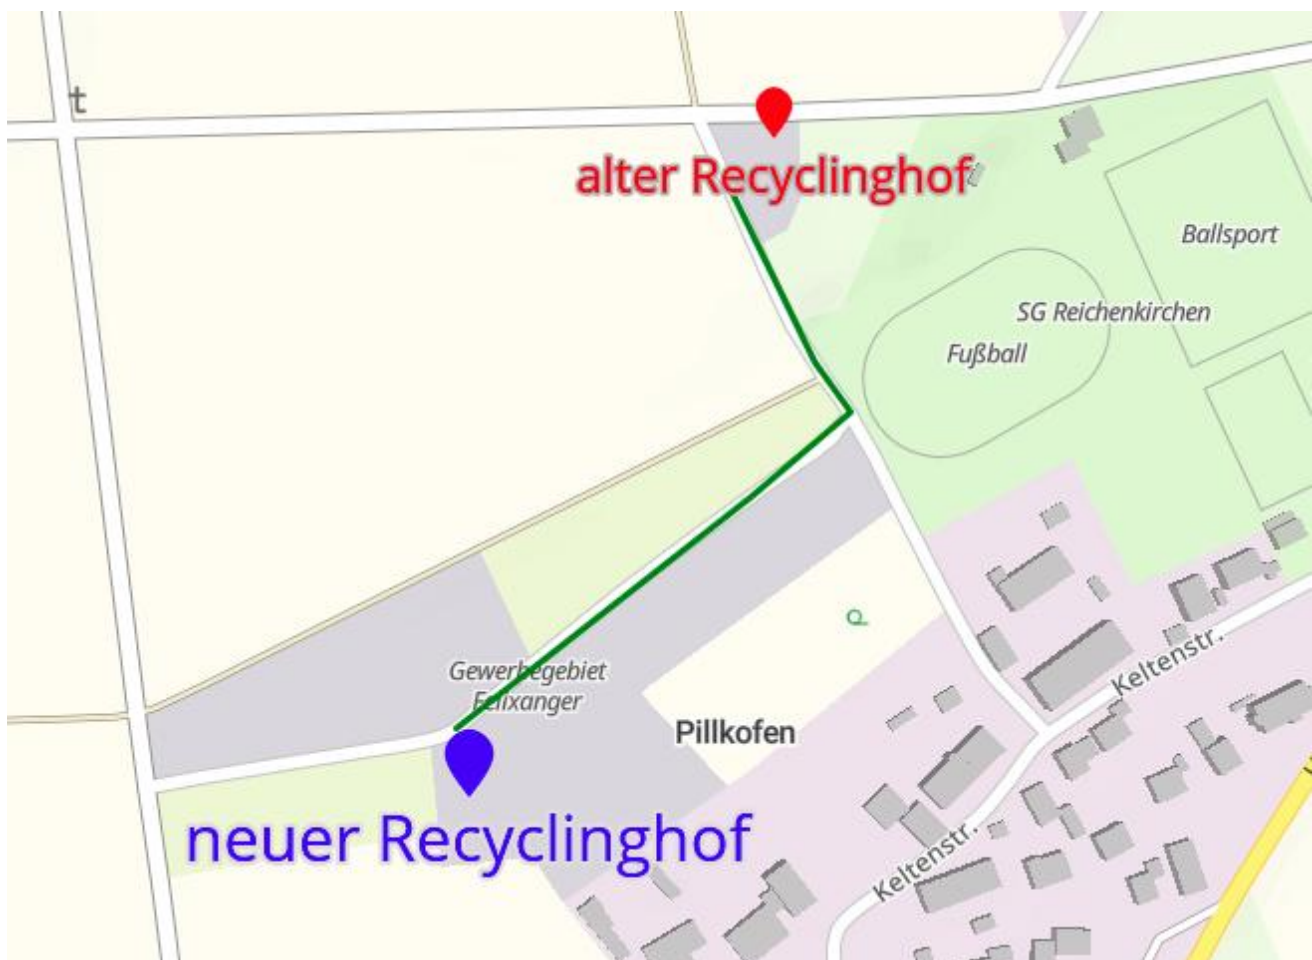 t
alter Recyclinghof
Ballsport
SG Reichenkirchen
Fußball
Keltenstr.
Gewerbegebiet
Felixanger
Pillkofen
neuer Recyclinghof
Keltenstr.